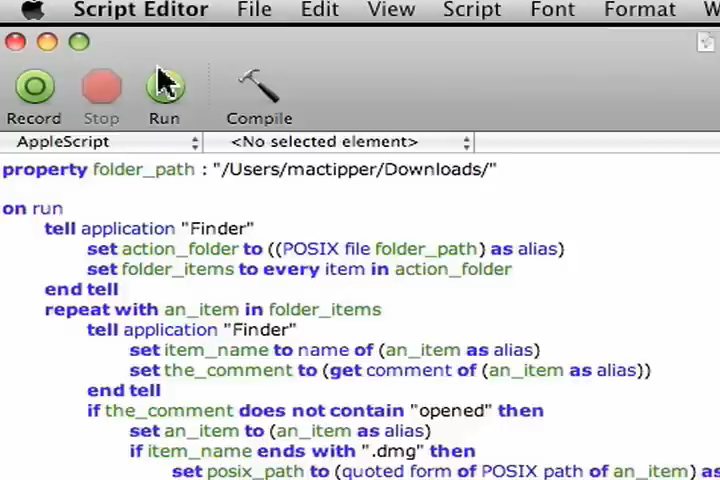 Script Editor File Edit View Script Font Format
Record Stop Run Compile
AppleScript <No selected element>
property folder_path : "/Users/mactipper/Downloads/"
on run
tell application "Finder"
set action_folder to ((POSIX file folder_path) as alias)
set folder_items to every item in action_folder
end tell
repeat with an_item in folder_items
tell application "Finder"
set item_name to name of (an_item as alias)
set the_comment to (get comment of (an_item as alias))
end tell
if the_comment does not contain "opened" then
set an_item to (an_item as alias)
if item_name ends with ".dmg" then
set posix_path to (quoted form of POSIX path of an_item) as